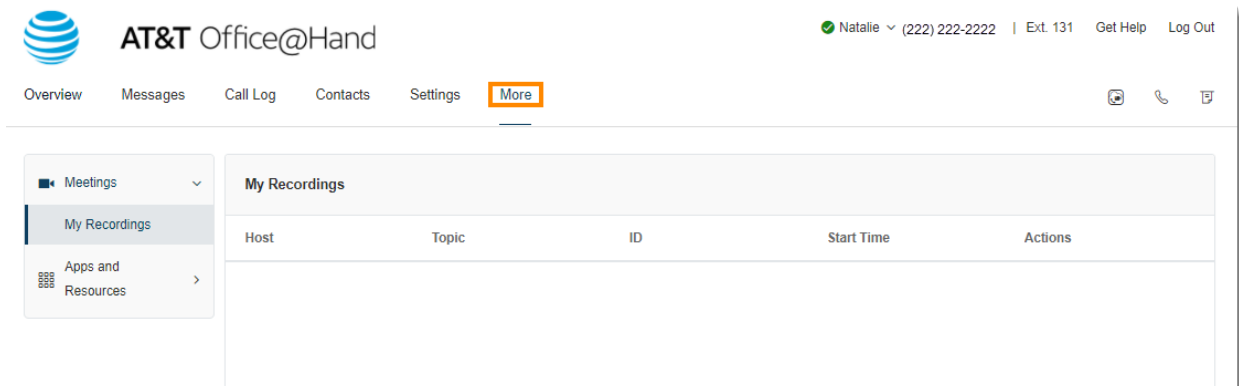 AT&T Office@Hand
Natalie (222) 222-2222 | Ext. 131 Get Help Log Out
Overview Messages Call Log Contacts Settings More
Meetings
My Recordings
Apps and
Resources
My Recordings
Host Topic ID Start Time Actions